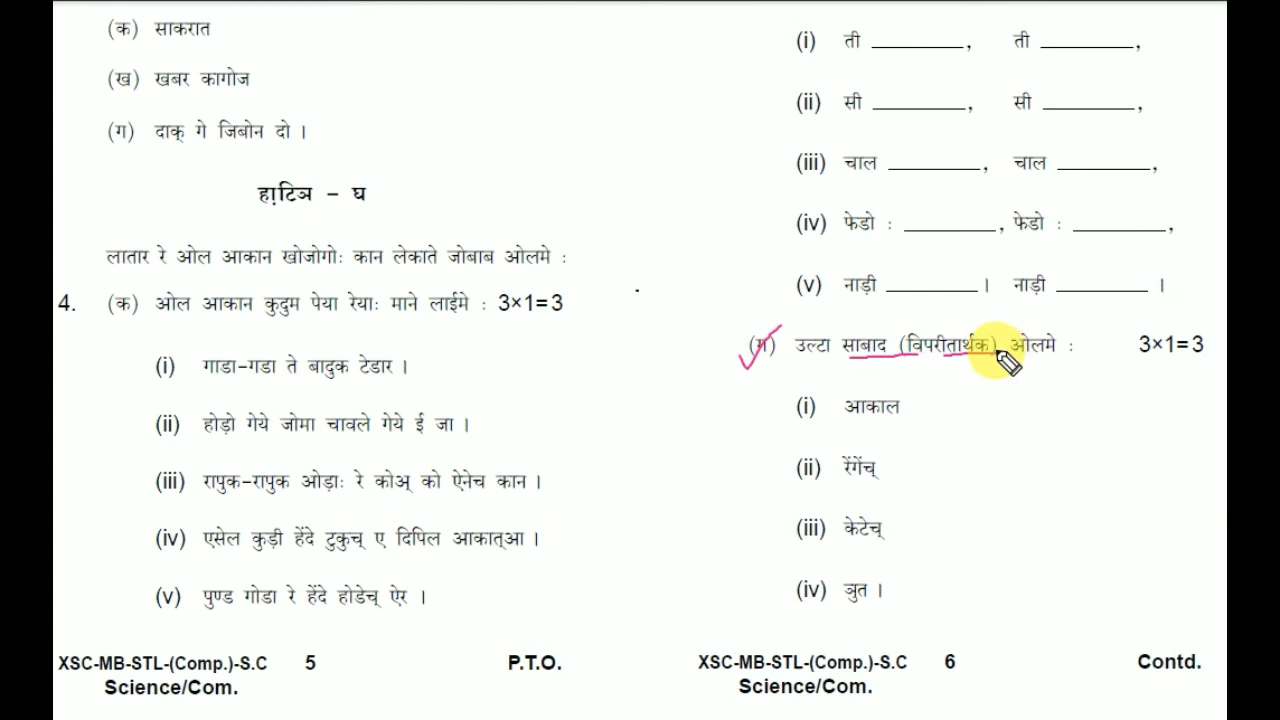 (क) साकरात
(ख) खबर कागोज
(ग) दाक् गे जिबोन दो ।
हा़टिञ – घ
लातार रे ओल आकान खोजोगोः कान लेकाते जोबाब ओलमे :
4. (क) ओल आकान कुदुम पेया रेयाः माने लाईमे : 3×1=3
(i) गाडा-गडा ते बादुक टेडार ।
(ii) होड़ो गेये जोमा चावले गेये ई जा ।
(iii) रापुक-रापुक ओड़ाः रे कोअ् को ऐनेच कान ।
(iv) एसेल कुड़ी हेंदे टुकुच् ए दिपिल आकात्आ ।
(v) पुण्ड गोडा रे हेंदे होडेच् ऐर ।
XSC-MB-STL-(Comp.)-S.C 5 P.T.O.
Science/Com.
(i) ती ________, ती ________,
(ii) सी ________, सी ________,
(iii) चाल ________, चाल ________,
(iv) फेडो : ________, फेडो : ________,
(v) नाड़ी ________ । नाड़ी ________ ।
(ग) उल्टा साबाद (विपरीतार्थक) ओलमे : 3×1=3
(i) आकाल
(ii) रेंगेंच्
(iii) केटेच्
(iv) ञुत ।
XSC-MB-STL-(Comp.)-S.C 6 Contd.
Science/Com.